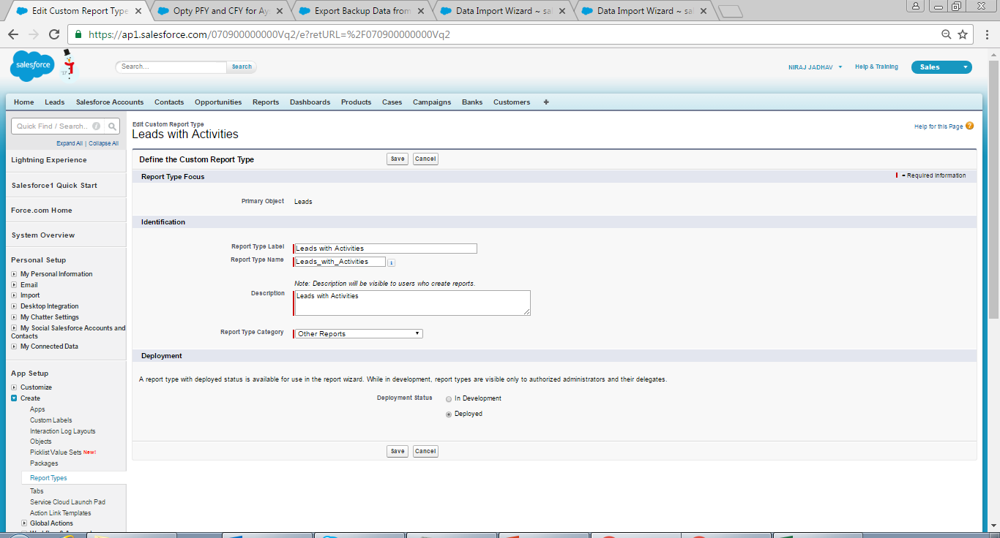 Edit Custom Report Type
Opty PFY and CFY for Ay
Export Backup Data from
Data Import Wizard ~ sal
Data Import Wizard ~ sal
https://ap1.salesforce.com/070900000000Vq2/e?retURL=%2F070900000000Vq2
salesforce
'17
Search...
Search
NIRAJ JADHAV
Help & Training
Sales
Home Leads Salesforce Accounts Contacts Opportunities Reports Dashboards Products Cases Campaigns Banks Customers +
Quick Find / Search...
Expand All | Collapse All
Lightning Experience
Salesforce1 Quick Start
Force.com Home
System Overview
Personal Setup
My Personal Information
Email
Import
Desktop Integration
My Chatter Settings
My Social Salesforce Accounts and
Contacts
My Connected Data
App Setup
Customize
Create
Apps
Custom Labels
Interaction Log Layouts
Objects
Picklist Value Sets New!
Packages
Report Types
Tabs
Service Cloud Launch Pad
Action Link Templates
Global Actions
Edit Custom Report Type
Leads with Activities
Help for this Page ?
Define the Custom Report Type
Save Cancel
Report Type Focus
= Required Information
Primary Object Leads
Identification
Report Type Label Leads with Activities
Report Type Name Leads_with_Activities i
Note: Description will be visible to users who create reports.
Description Leads with Activities
Report Type Category Other Reports
Deployment
A report type with deployed status is available for use in the report wizard. While in development, report types are visible only to authorized administrators and their delegates.
Deployment Status In Development
Deployed
Save Cancel